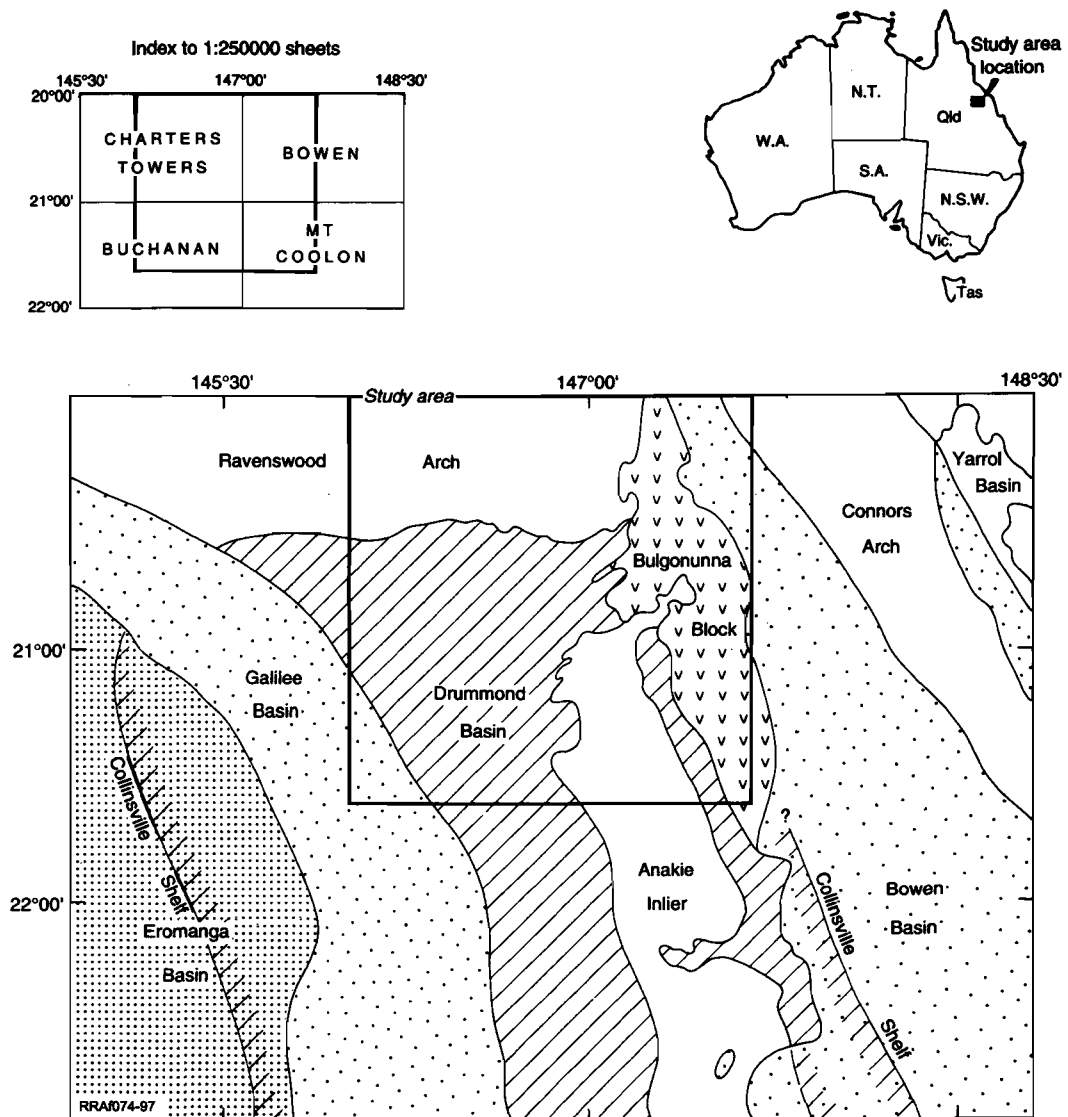 Index to 1:250000 sheets
145°30'
147°00'
148°30'
20°00'
CHARTERS
TOWERS
BOWEN
21°00'
BUCHANAN
MT
COOLON
22°00'
Study area
location
N.T.
Qld
W.A.
S.A.
N.S.W.
Vic.
Tas
145°30'
147°00'
148°30'
Study area
Ravenswood
Arch
Yarrol
Basin
Connors
Arch
Bulgonunna
Block
21°00'
Galilee
Basin
Drummond
Basin
Collinsville
Shelf
?
Anakie
Inlier
Collinsville
Shelf
Bowen
Basin
22°00'
Eromanga
Basin
RRAf074-97